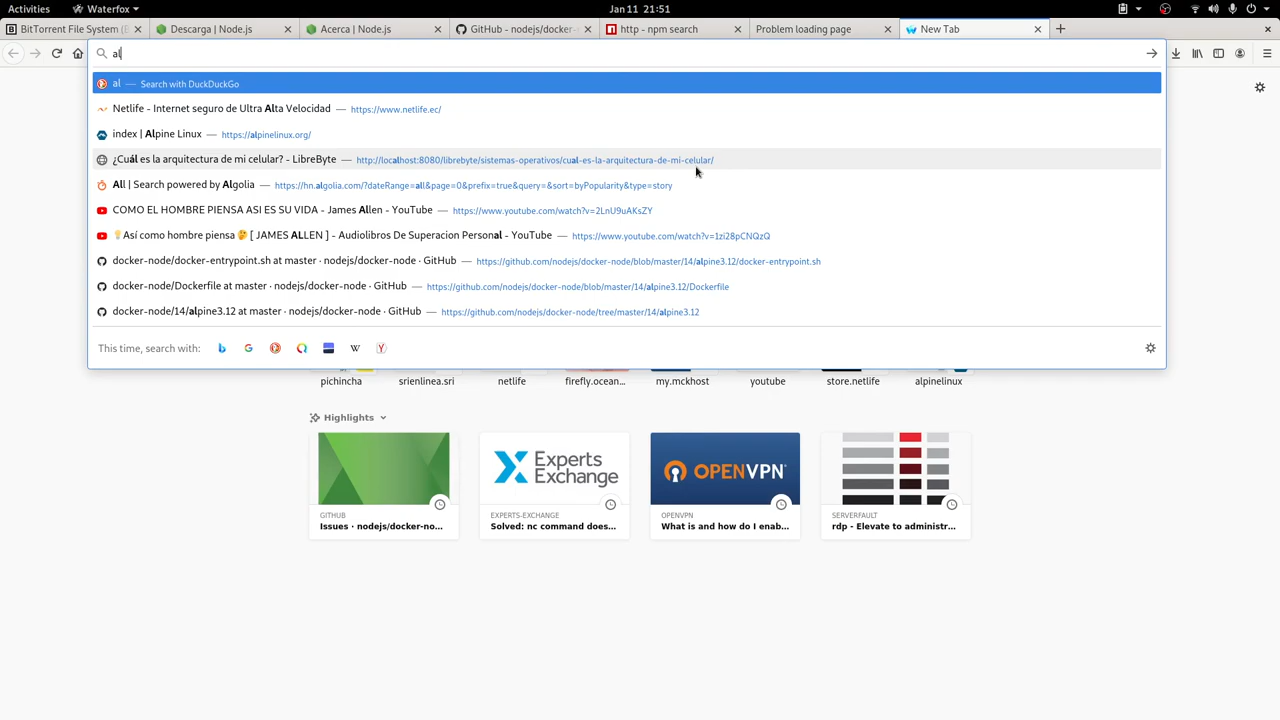 Activities Waterfox Jan 11 21:51
BitTorrent File System (B Descarga | Node.js Acerca | Node.js GitHub - nodejs/docker- http - npm search Problem loading page New Tab
al
al — Search with DuckDuckGo
Netlife - Internet seguro de Ultra Alta Velocidad — https://www.netlife.ec/
index | Alpine Linux — https://alpinelinux.org/
¿Cuál es la arquitectura de mi celular? - LibreByte — http://localhost:8080/librebyte/sistemas-operativos/cual-es-la-arquitectura-de-mi-celular/
All | Search powered by Algolia — https://hn.algolia.com/?dateRange=all&page=0&prefix=true&query=&sort=byPopularity&type=story
COMO EL HOMBRE PIENSA ASI ES SU VIDA - James Allen - YouTube — https://www.youtube.com/watch?v=2LnU9uAKsZY
💡Así como hombre piensa 🤔 [ JAMES ALLEN ] - Audiolibros De Superacion Personal - YouTube — https://www.youtube.com/watch?v=1zi28pCNQzQ
docker-node/docker-entrypoint.sh at master · nodejs/docker-node · GitHub — https://github.com/nodejs/docker-node/blob/master/14/alpine3.12/docker-entrypoint.sh
docker-node/Dockerfile at master · nodejs/docker-node · GitHub — https://github.com/nodejs/docker-node/blob/master/14/alpine3.12/Dockerfile
docker-node/14/alpine3.12 at master · nodejs/docker-node · GitHub — https://github.com/nodejs/docker-node/tree/master/14/alpine3.12
This time, search with:
pichincha srienlinea.sri netlife firefly.ocean... my.mckhost youtube store.netlife alpinelinux
Highlights
Experts Exchange
OPENVPN
GITHUB EXPERTS-EXCHANGE OPENVPN SERVERFAULT
Issues · nodejs/docker-no... Solved: nc command does... What is and how do I enab... rdp - Elevate to administr...